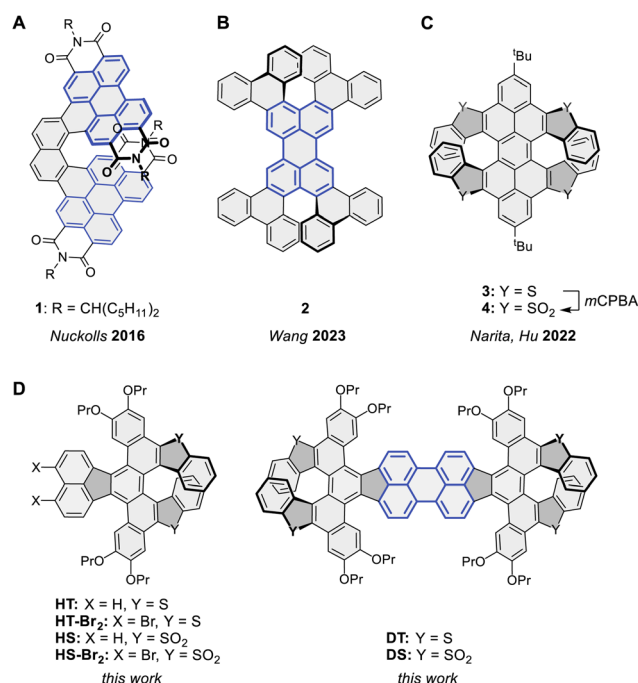 A
B
C
R
O
N
O
R
O
N
O
O
N
O
R
O
N
O
R
tBu
Y
Y
Y
Y
tBu
1: R = CH(C5H11)2
Nuckolls 2016
2
Wang 2023
3: Y = S
4: Y = SO2
mCPBA
Narita, Hu 2022
D
OPr
PrO
Y
X
X
Y
PrO
OPr
OPr
PrO
OPr
PrO
Y
Y
Y
Y
PrO
OPr
PrO
OPr
HT: X = H, Y = S
HT-Br2: X = Br, Y = S
HS: X = H, Y = SO2
HS-Br2: X = Br, Y = SO2
this work
DT: Y = S
DS: Y = SO2
this work